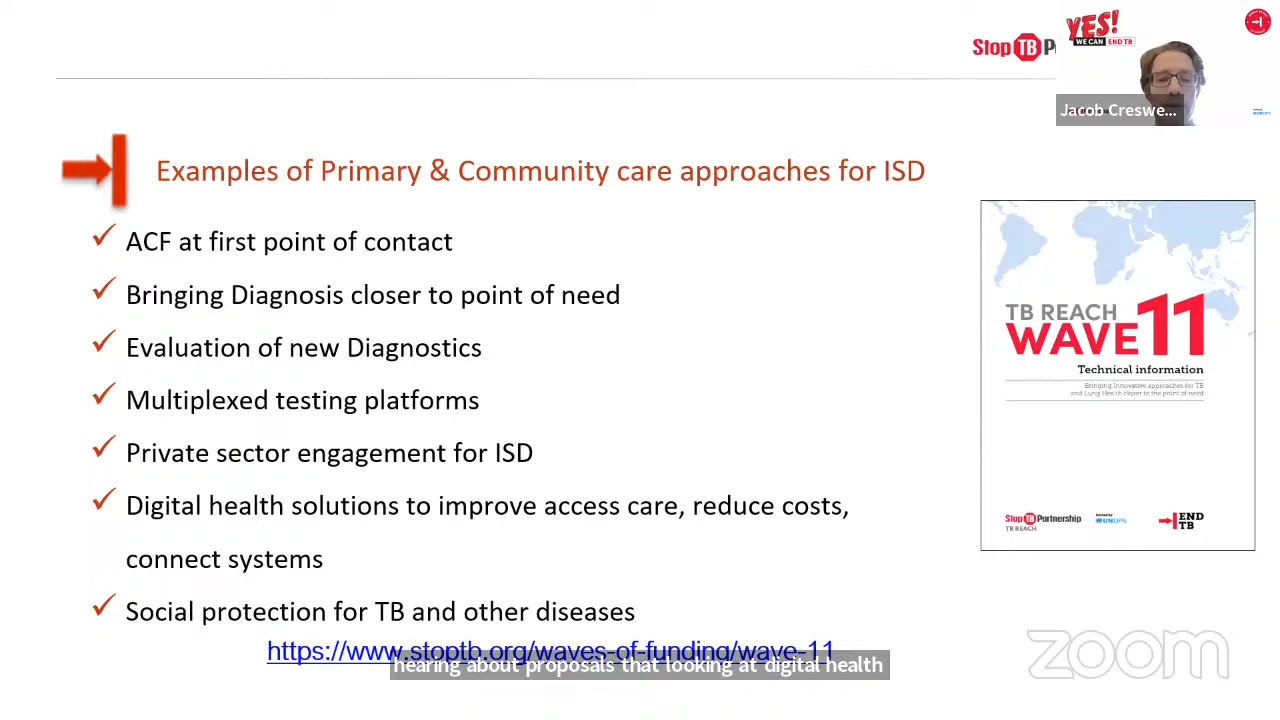 Stop TB P
YES!
WE CAN END TB
Jacob Creswe...
Examples of Primary & Community care approaches for ISD
ACF at first point of contact
Bringing Diagnosis closer to point of need
Evaluation of new Diagnostics
Multiplexed testing platforms
Private sector engagement for ISD
Digital health solutions to improve access care, reduce costs,
connect systems
Social protection for TB and other diseases
https://www.stoptb.org/waves-of-funding/wave-11
hearing about proposals that looking at digital health
TB REACH
WAVE 11
Technical information
Bringing Innovative approaches for TB
and Lung Health closer to the point of need
Stop TB Partnership
TB REACH
hosted by
UNOPS
END
TB
zoom